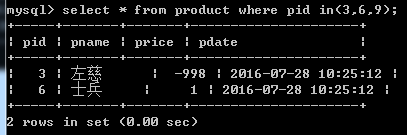 mysql> select * from product where pid in(3,6,9);
+-----+-------+-------+---------------------+
| pid | pname | price | pdate               |
+-----+-------+-------+---------------------+
|   3 | 左慈      |  -998 | 2016-07-28 10:25:12 |
|   6 | 士兵     |     1 | 2016-07-28 10:25:12 |
+-----+-------+-------+---------------------+
2 rows in set (0.00 sec)